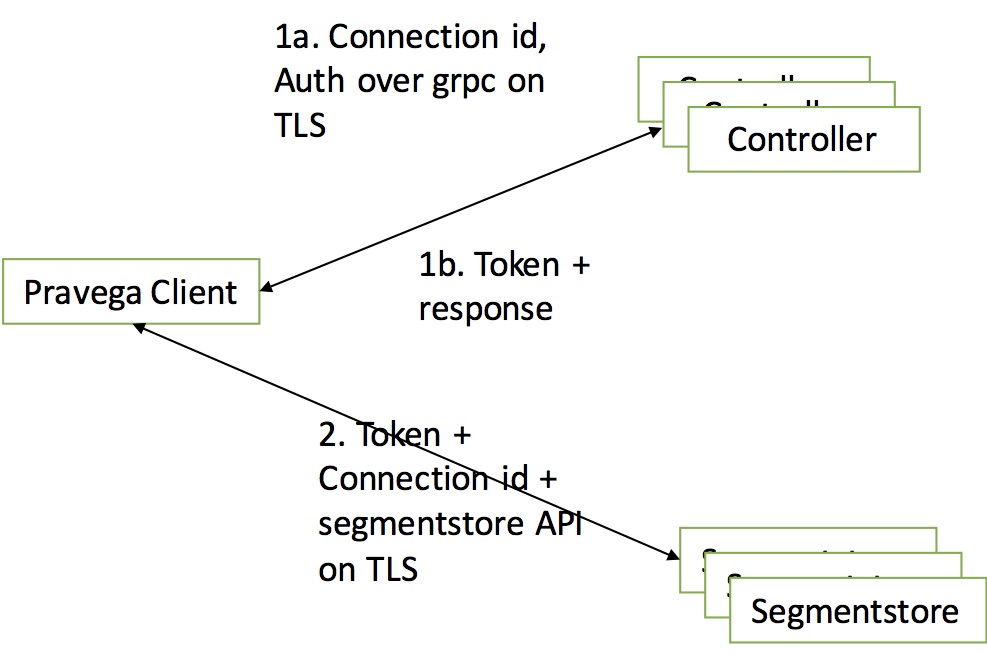 1a. Connection id,
Auth over grpc on
TLS
Controller
1b. Token +
response
Pravega Client
2. Token +
Connection id +
segmentstore API
on TLS
Segmentstore